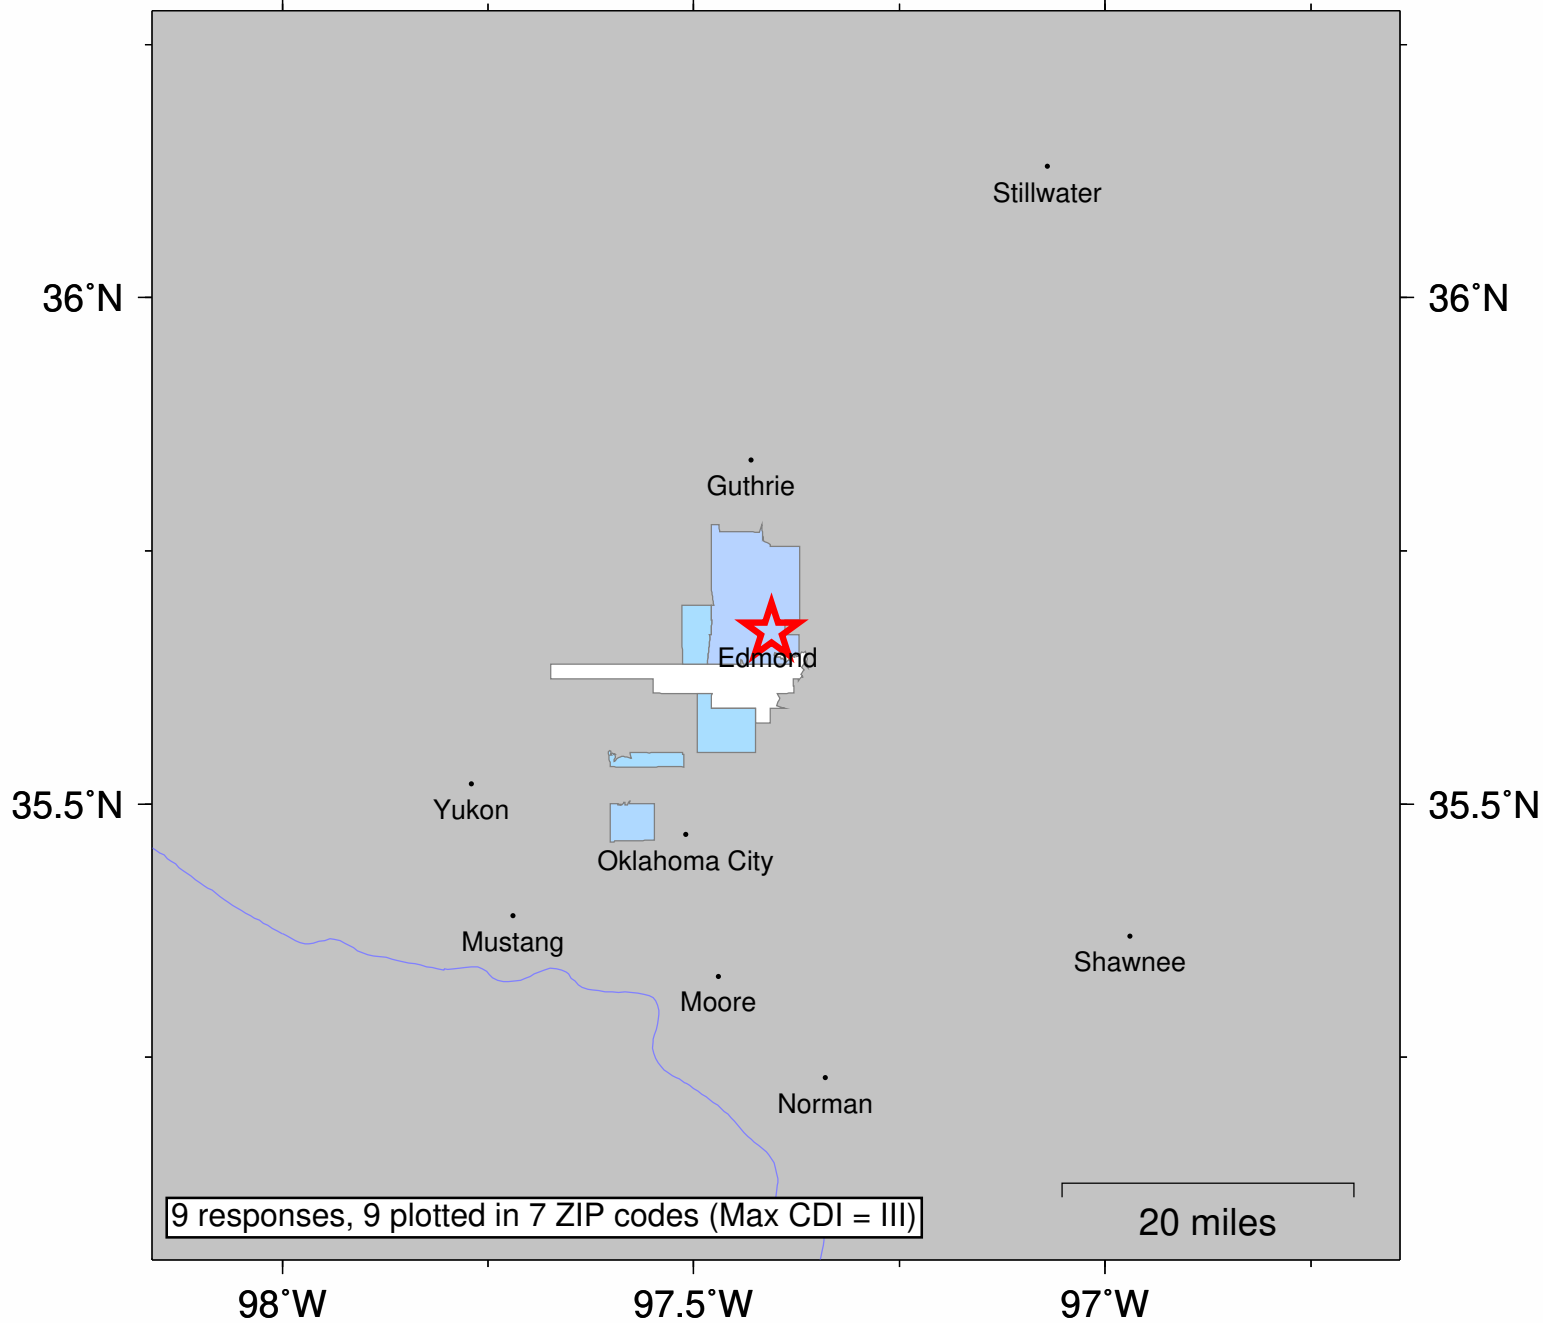 Stillwater
36°N
36°N
Guthrie
Edmond
35.5°N
35.5°N
Yukon
Oklahoma City
Mustang
Shawnee
Moore
Norman
9 responses, 9 plotted in 7 ZIP codes (Max CDI = III)
20 miles
98°W
97.5°W
97°W